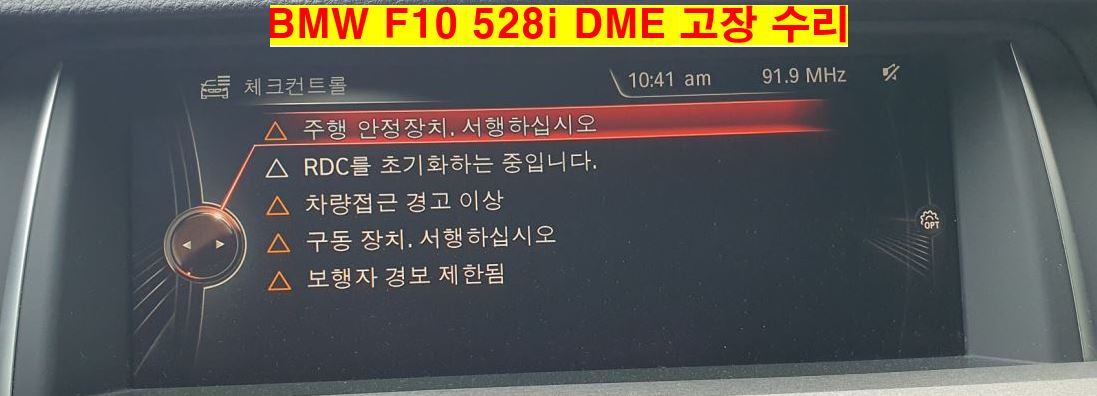 BMW F10 528i DME 고장 수리
체크컨트롤
10:41 am 91.9 MHz
주행 안정장치. 서행하십시오
RDC를 초기화하는 중입니다.
차량접근 경고 이상
구동 장치. 서행하십시오
OPT
보행자 경보 제한됨